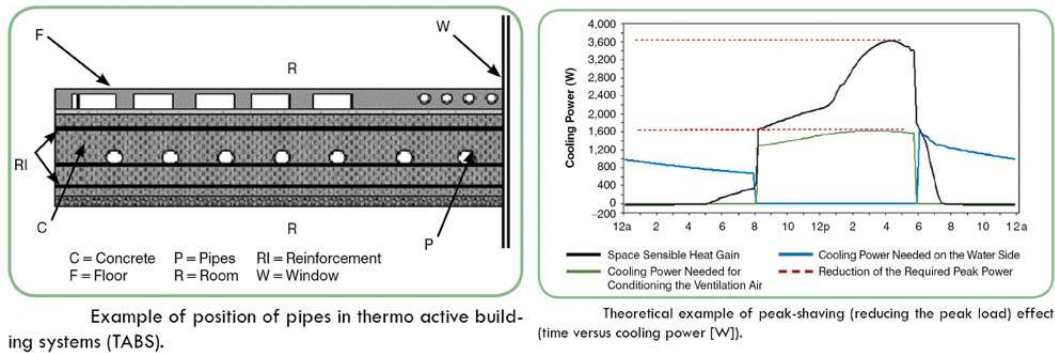 F
W
R
RI
R
C
P
C = Concrete P = Pipes RI = Reinforcement
F = Floor R = Room W = Window
Example of position of pipes in thermo active build-
ing systems (TABS).
4,000
3,600
3,200
2,800
2,400
2,000
1,600
1,200
800
400
0
−200
Cooling Power (W)
12a 2 4 6 8 10 12p 2 4 6 8 10 12a
Space Sensible Heat Gain
Cooling Power Needed for
Conditioning the Ventilation Air
Cooling Power Needed on the Water Side
Reduction of the Required Peak Power
Theoretical example of peak-shaving (reducing the peak load) effect
(time versus cooling power [W]).